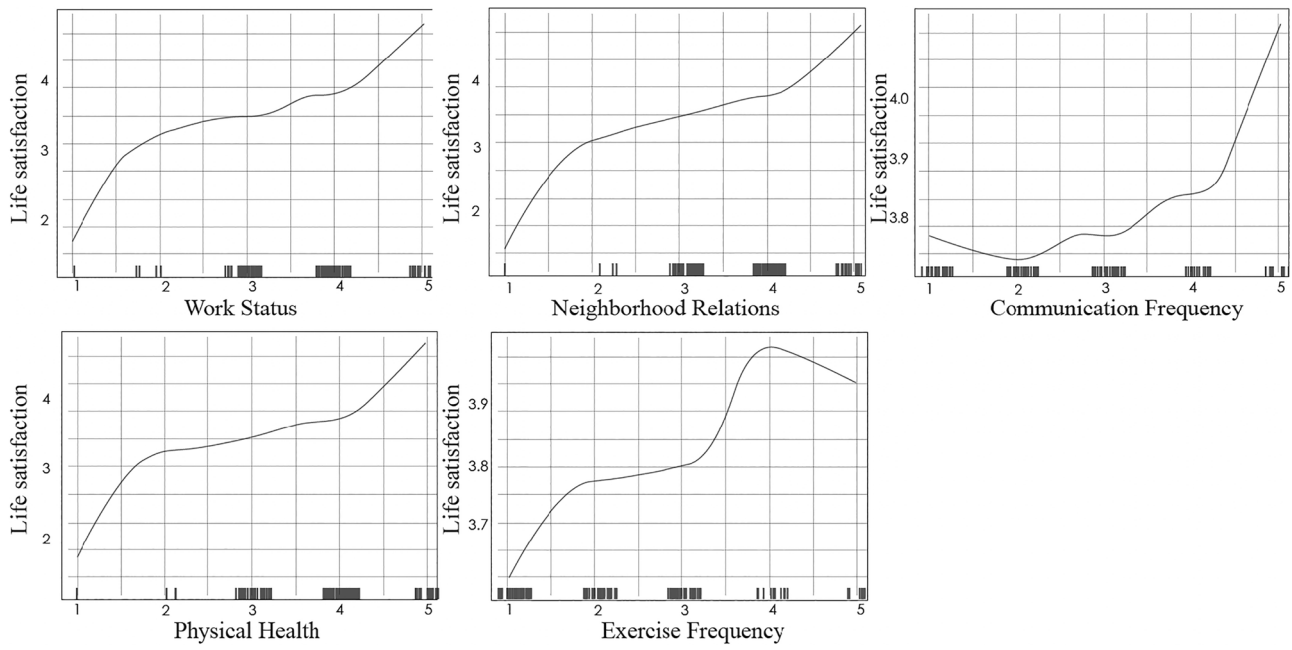 Life satisfaction
4
3
2
1 2 3 4 5
Work Status
Life satisfaction
4
3
2
1 2 3 4 5
Neighborhood Relations
Life satisfaction
4.0
3.9
3.8
1 2 3 4 5
Communication Frequency
Life satisfaction
4
3
2
1 2 3 4 5
Physical Health
Life satisfaction
3.9
3.8
3.7
1 2 3 4 5
Exercise Frequency